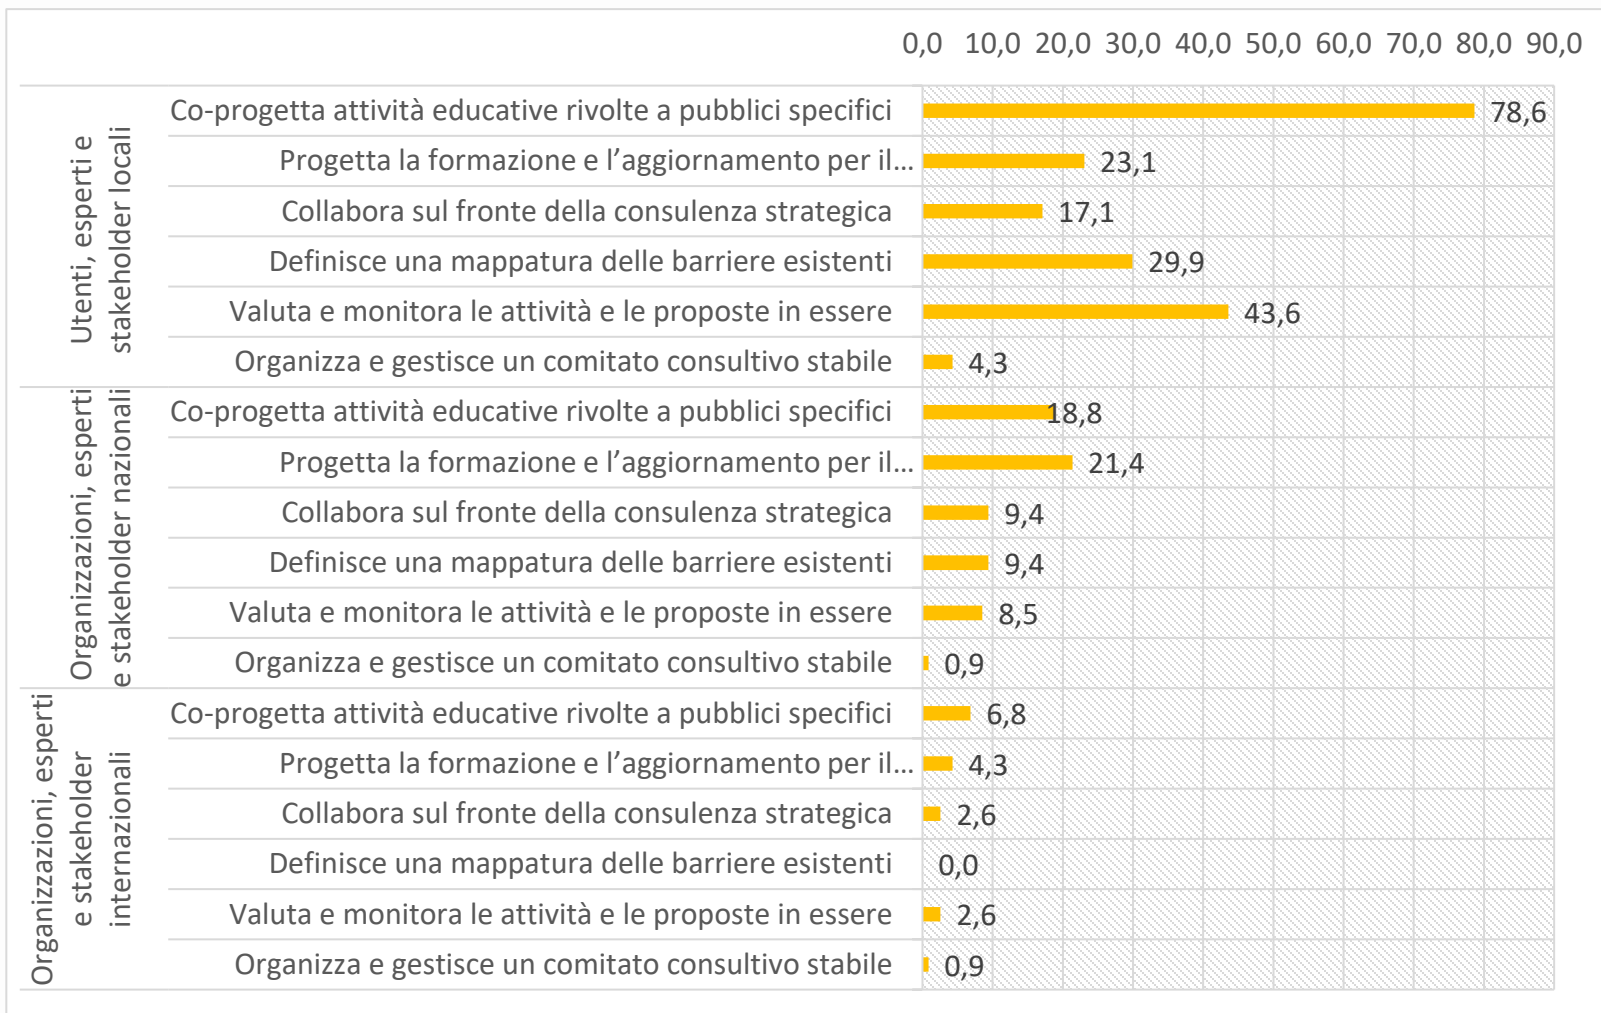 0,0 10,0 20,0 30,0 40,0 50,0 60,0 70,0 80,0 90,0
Utenti, esperti e
stakeholder locali
Co-progetta attività educative rivolte a pubblici specifici 78,6
Progetta la formazione e l’aggiornamento per il… 23,1
Collabora sul fronte della consulenza strategica 17,1
Definisce una mappatura delle barriere esistenti 29,9
Valuta e monitora le attività e le proposte in essere 43,6
Organizza e gestisce un comitato consultivo stabile 4,3
Organizzazioni, esperti
e stakeholder nazionali
Co-progetta attività educative rivolte a pubblici specifici 18,8
Progetta la formazione e l’aggiornamento per il… 21,4
Collabora sul fronte della consulenza strategica 9,4
Definisce una mappatura delle barriere esistenti 9,4
Valuta e monitora le attività e le proposte in essere 8,5
Organizza e gestisce un comitato consultivo stabile 0,9
Organizzazioni, esperti
e stakeholder
internazionali
Co-progetta attività educative rivolte a pubblici specifici 6,8
Progetta la formazione e l’aggiornamento per il… 4,3
Collabora sul fronte della consulenza strategica 2,6
Definisce una mappatura delle barriere esistenti 0,0
Valuta e monitora le attività e le proposte in essere 2,6
Organizza e gestisce un comitato consultivo stabile 0,9